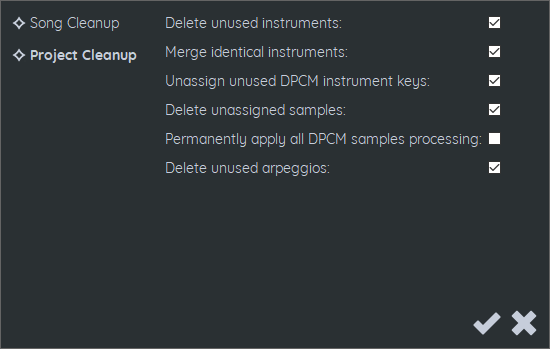 Song Cleanup
Project Cleanup
Delete unused instruments:
Merge identical instruments:
Unassign unused DPCM instrument keys:
Delete unassigned samples:
Permanently apply all DPCM samples processing:
Delete unused arpeggios: